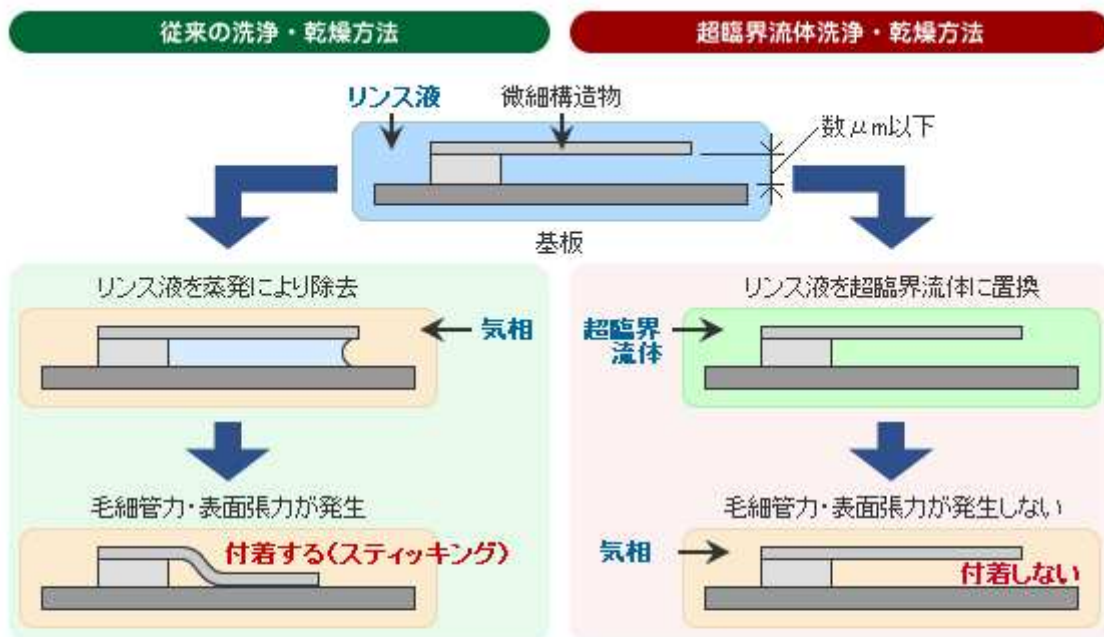 従来の洗浄・乾燥方法
超臨界流体洗浄・乾燥方法
リンス液
微細構造物
数μm以下
基板
リンス液を蒸発により除去
気相
毛細管力・表面張力が発生
付着する(スティッキング)
リンス液を超臨界流体に置換
超臨界
流体
毛細管力・表面張力が発生しない
気相
付着しない